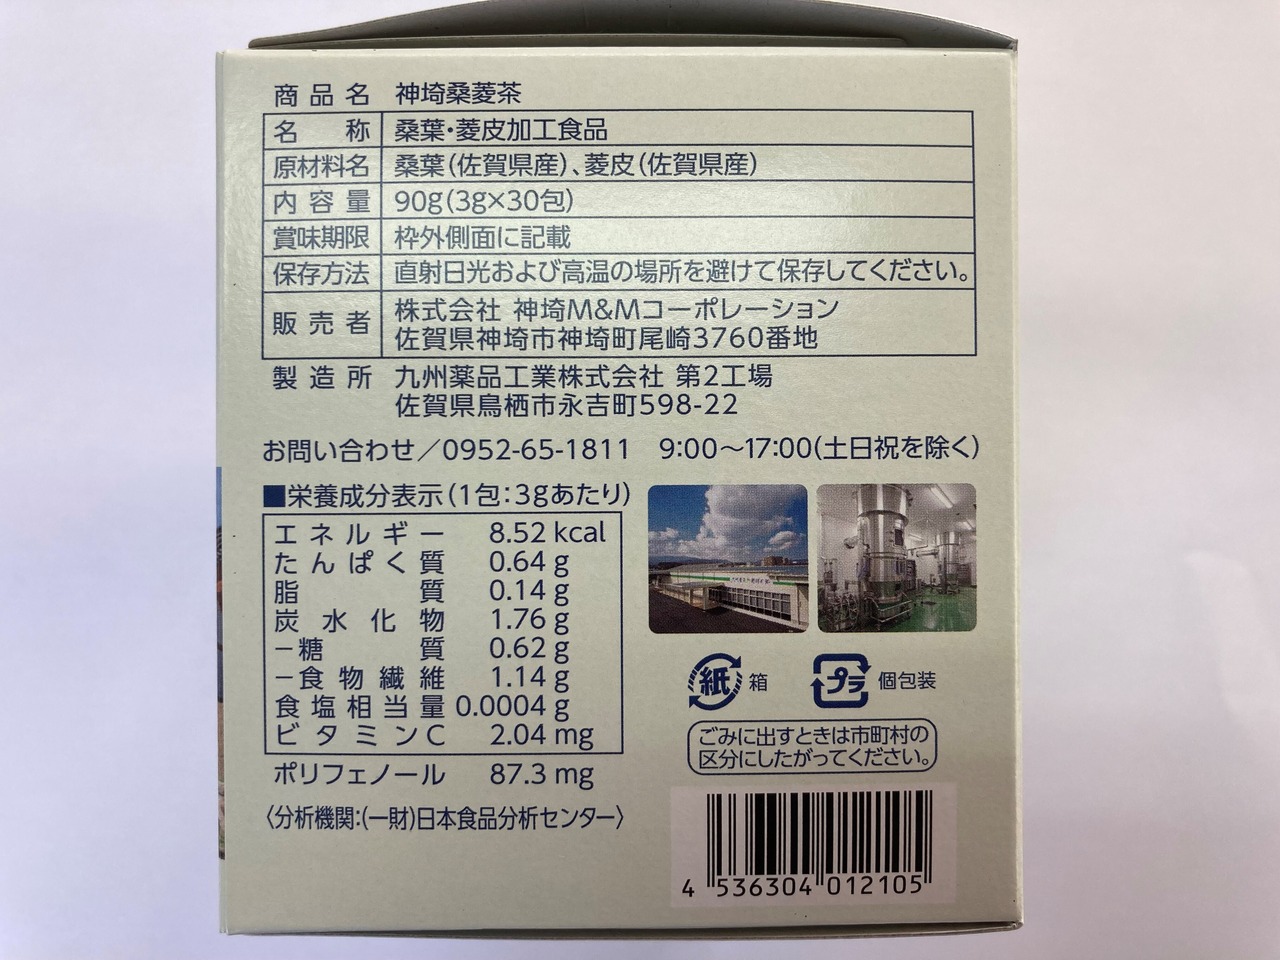 商品名 神埼桑菱茶
名称 桑葉・菱皮加工食品
原材料名 桑葉(佐賀県産)、菱皮(佐賀県産)
内容量 90g(3g×30包)
賞味期限 枠外側面に記載
保存方法 直射日光および高温の場所を避けて保存してください。
販売者 株式会社 神埼M&Mコーポレーション
佐賀県神埼市神埼町尾崎3760番地
製造所 九州薬品工業株式会社 第2工場
佐賀県鳥栖市永吉町598-22
お問い合わせ／0952-65-1811 9:00～17:00(土日祝を除く)
■栄養成分表示(1包:3gあたり)
エネルギー 8.52 kcal
たんぱく質 0.64 g
脂質 0.14 g
炭水化物 1.76 g
－糖質 0.62 g
－食物繊維 1.14 g
食塩相当量 0.0004 g
ビタミンC 2.04 mg
ポリフェノール 87.3 mg
〈分析機関:(一財)日本食品分析センター〉
紙 箱
プラ 個包装
ごみに出すときは市町村の
区分にしたがってください。
4 536304 012105